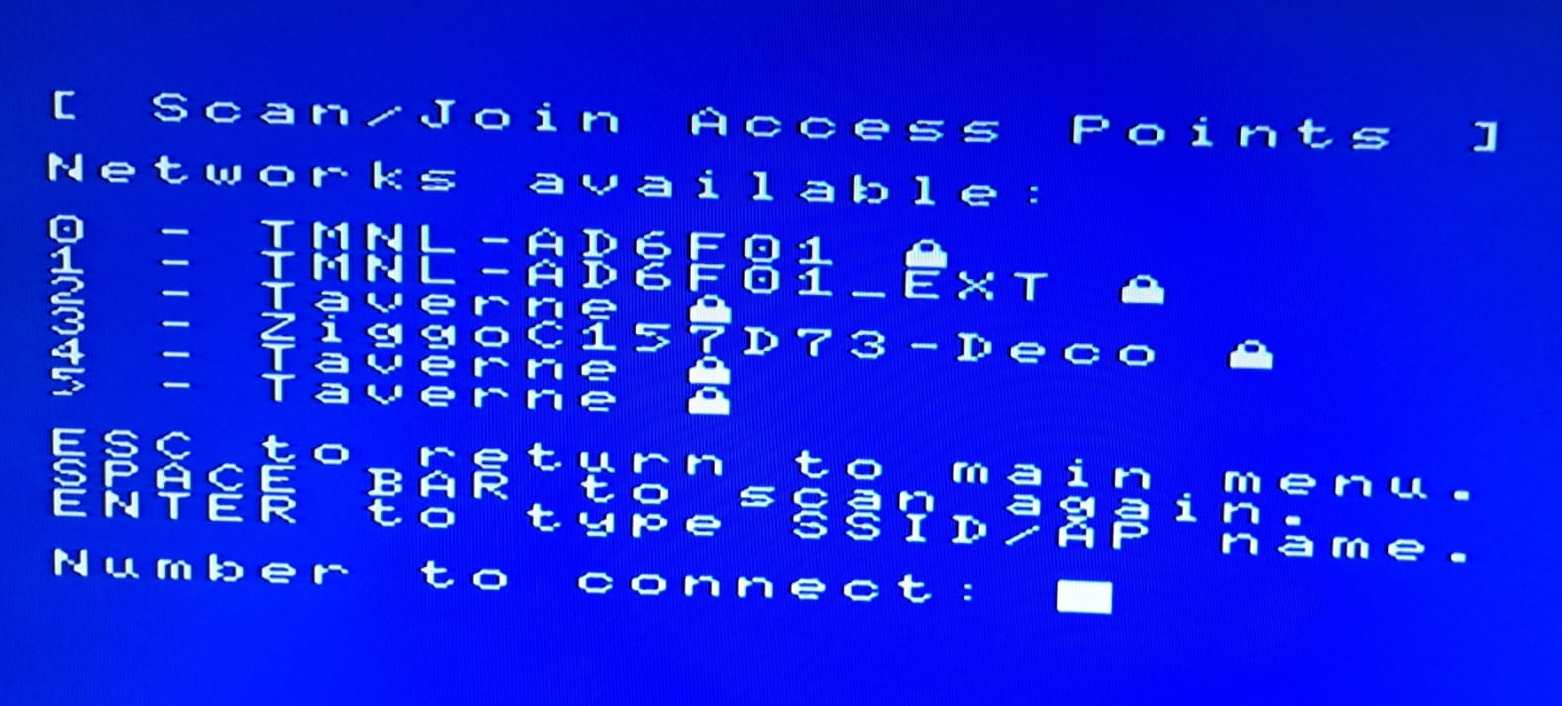 [ Scan/Join Access Points ]
Networks available:
0 - TMNL-AD6F01
1 - TMNL-AD6F01_EXT
2 - Taverne
3 - ZiggoC157D73-Deco
4 - Taverne
5 - Taverne
ESC to return to main menu.
SPACE BAR to scan again.
ENTER to type SSID/AP name.
Number to connect: